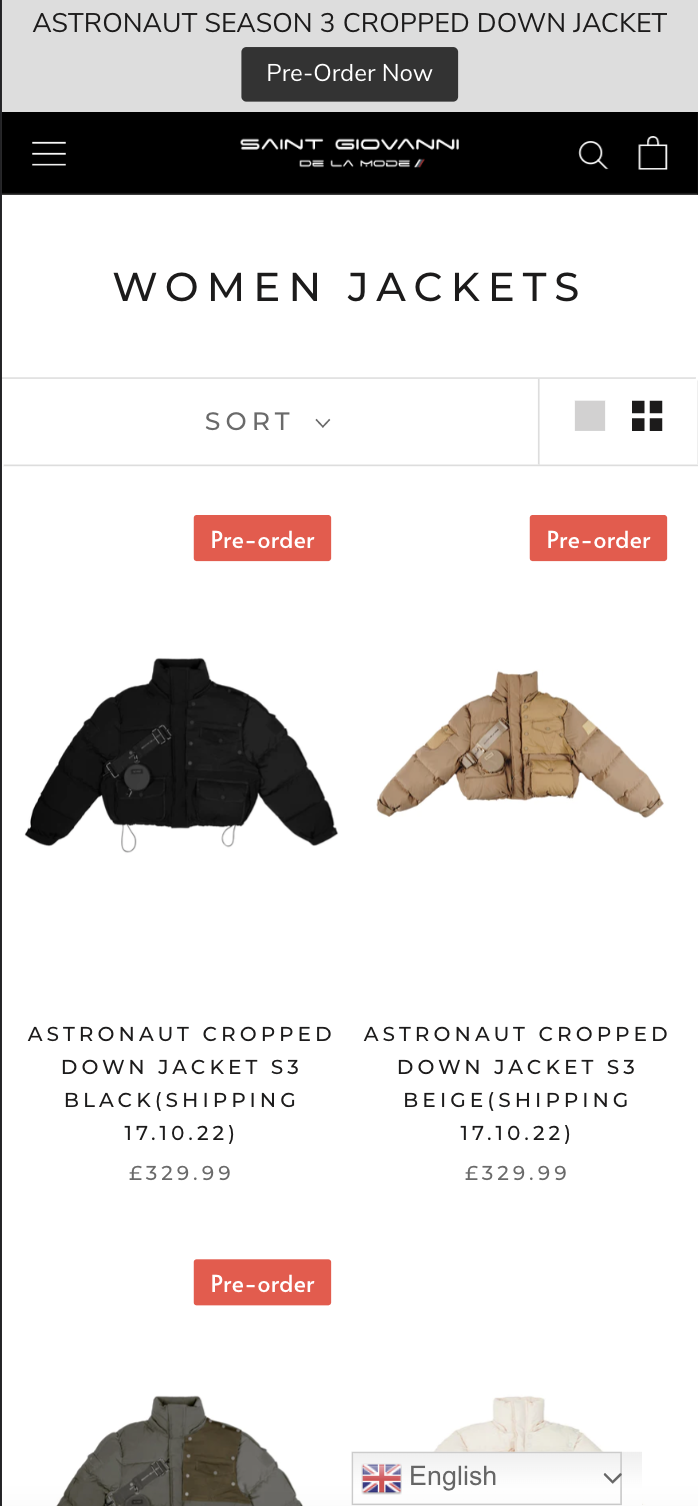 ASTRONAUT SEASON 3 CROPPED DOWN JACKET
Pre-Order Now
SAINT GIOVANNI
DE LA MODE
WOMEN JACKETS
SORT
Pre-order
Pre-order
ASTRONAUT CROPPED
DOWN JACKET S3
BLACK(SHIPPING
17.10.22)
£329.99
ASTRONAUT CROPPED
DOWN JACKET S3
BEIGE(SHIPPING
17.10.22)
£329.99
Pre-order
English